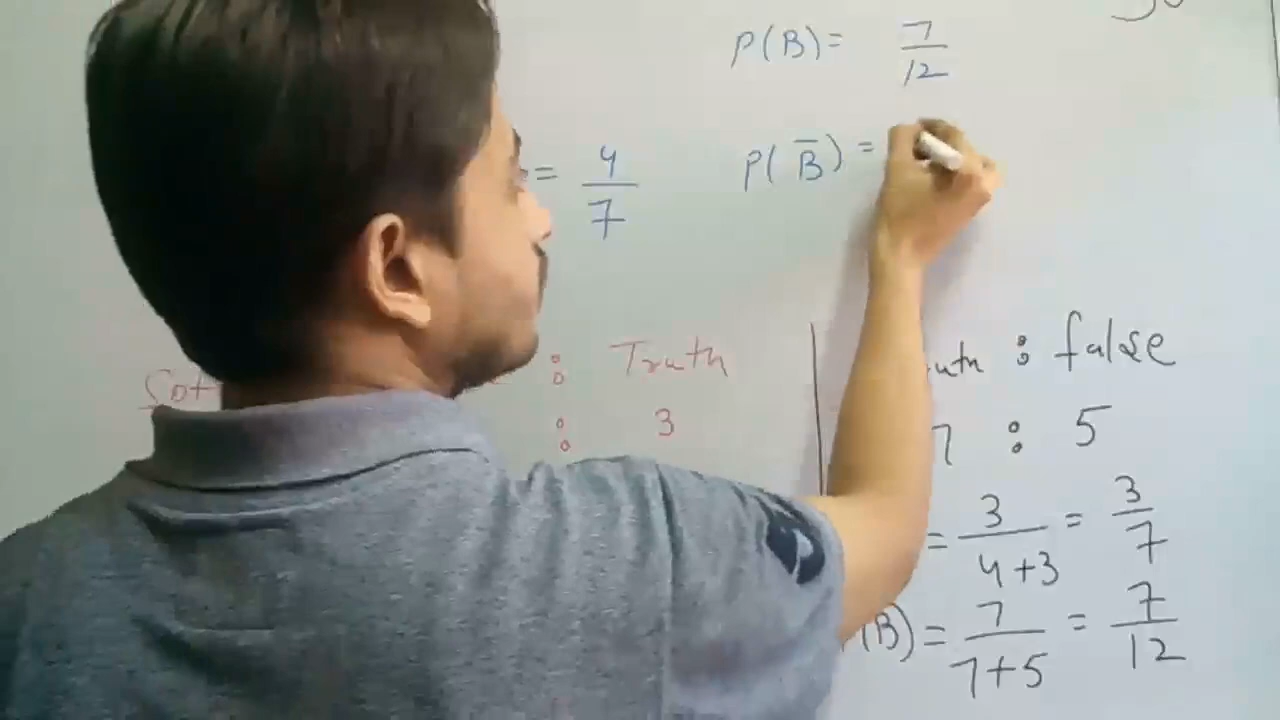 P(B) = 7/12
= 4/7 P(B̅) =
: Truth : false
: 3 7 : 5
= 3/(4+3) = 3/7
(B) = 7/(7+5) = 7/12